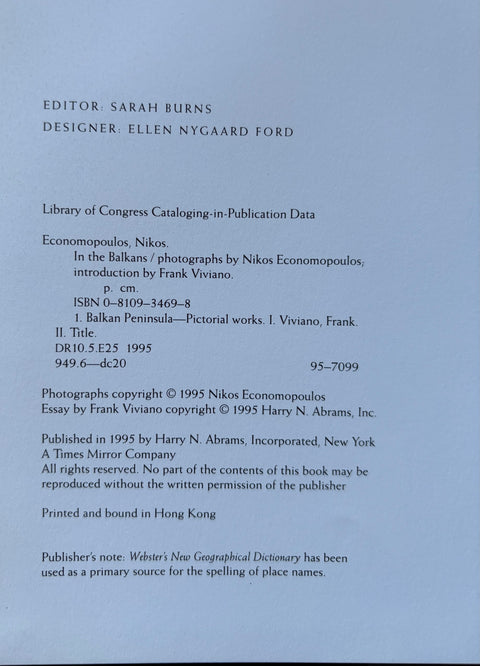 EDITOR: SARAH BURNS
DESIGNER: ELLEN NYGAARD FORD
Library of Congress Cataloging-in-Publication Data
Economopoulos, Nikos.
In the Balkans / photographs by Nikos Economopoulos;
introduction by Frank Viviano.
p. cm.
ISBN 0–8109–3469–8
1. Balkan Peninsula—Pictorial works. I. Viviano, Frank.
II. Title.
DR10.5.E25 1995
949.6—dc20 95–7099
Photographs copyright © 1995 Nikos Economopoulos
Essay by Frank Viviano copyright © 1995 Harry N. Abrams, Inc.
Published in 1995 by Harry N. Abrams, Incorporated, New York
A Times Mirror Company
All rights reserved. No part of the contents of this book may be
reproduced without the written permission of the publisher
Printed and bound in Hong Kong
Publisher's note: Webster's New Geographical Dictionary has been
used as a primary source for the spelling of place names.